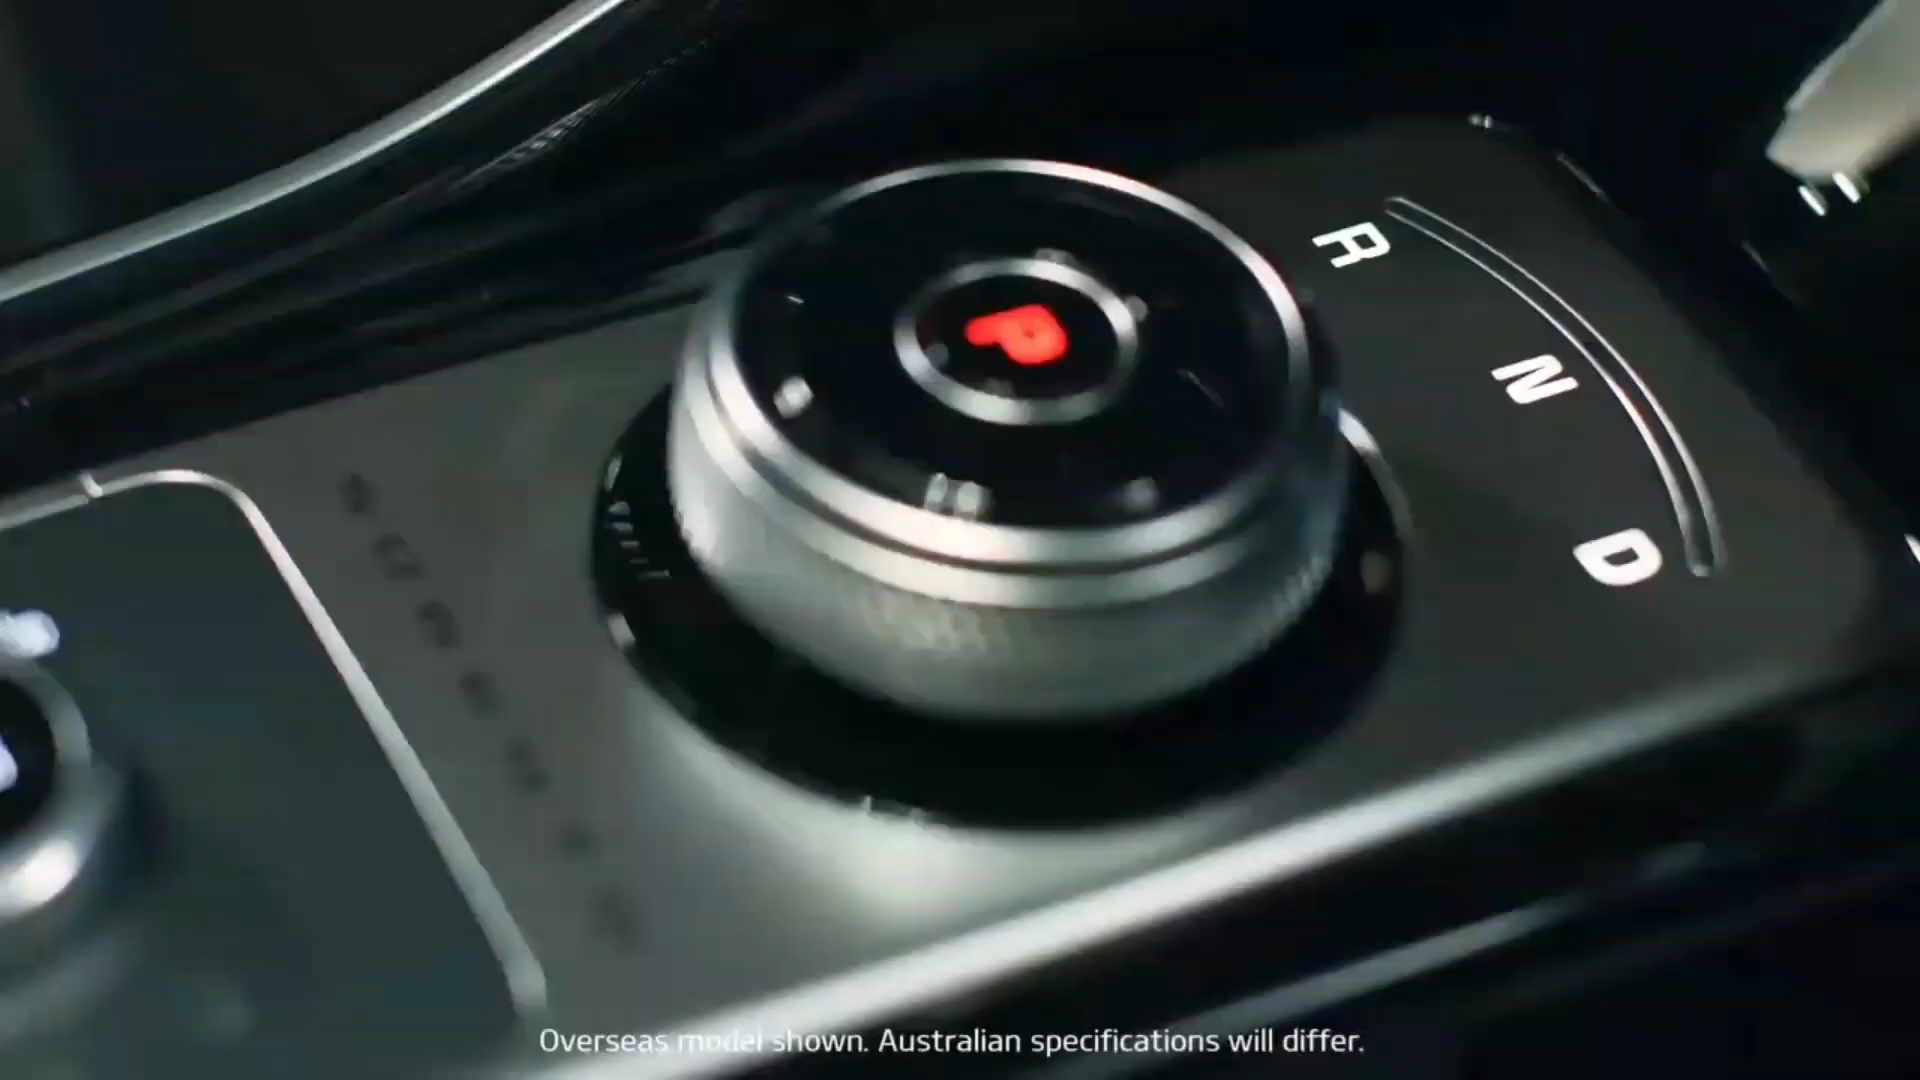 P
R
N
D
Overseas model shown. Australian specifications will differ.